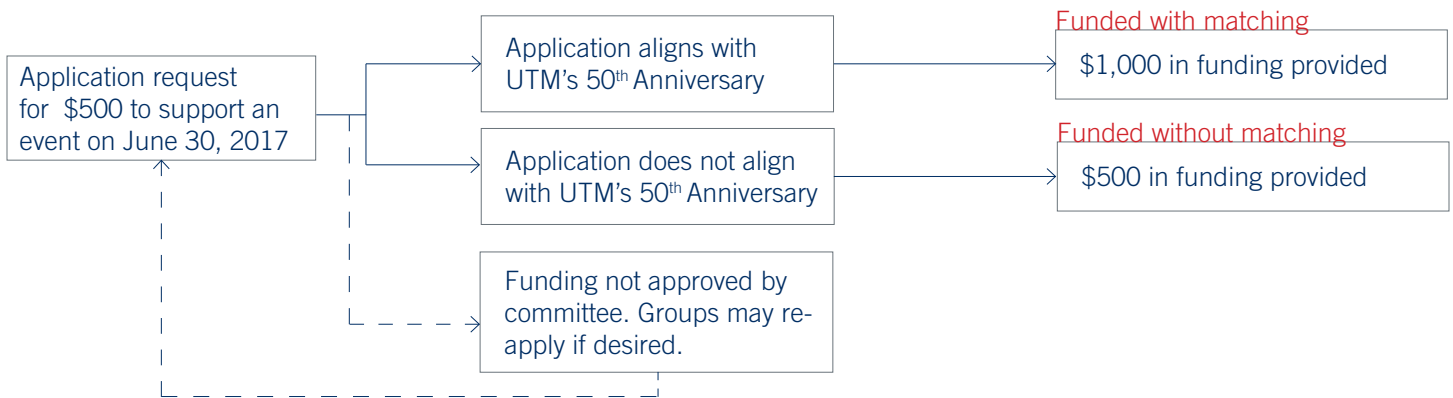 Application request
for  $500 to support an
event on June 30, 2017
Application aligns with
UTM's 50th Anniversary
Funded with matching
$1,000 in funding provided
Application does not align
with UTM's 50th Anniversary
Funded without matching
$500 in funding provided
Funding not approved by
committee. Groups may re-
apply if desired.